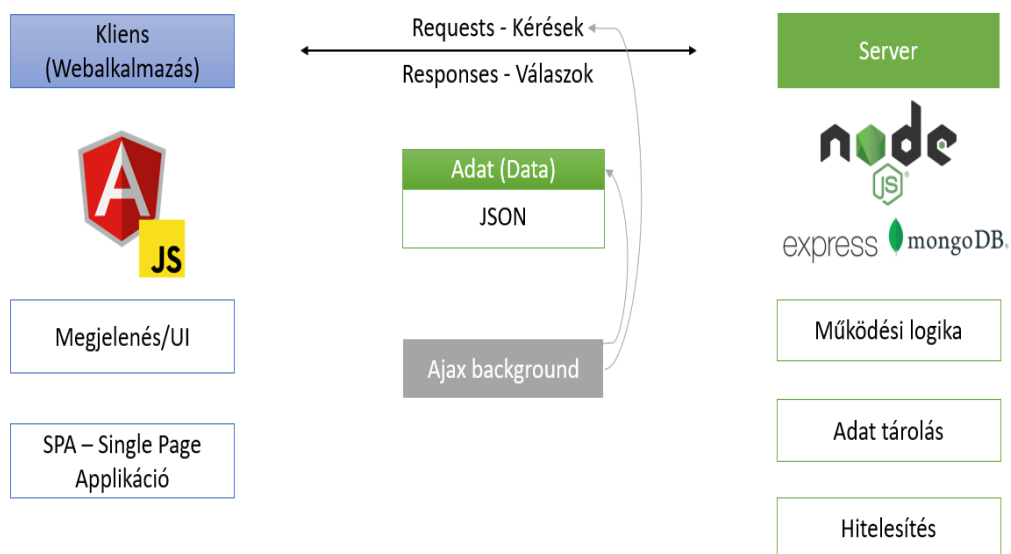 Kliens
(Webalkalmazás)
Requests - Kérések
Responses - Válaszok
Server
A
JS
Adat (Data)
JSON
node
JS
express
mongoDB.
Megjelenés/UI
Ajax background
Működési logika
SPA – Single Page
Applikáció
Adat tárolás
Hitelesítés